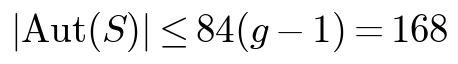 |Aut(S)| ≤ 84(g − 1) = 168